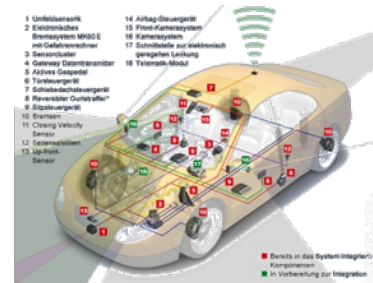 1 Umfeldsensorik
2 Elektronisches
Bremssystem MK60 E
mit Gefahrenrechner
3 Sensorcluster
4 Gateway Datentransmitter
5 Aktives Gaspedal
6 Türsteuergerät
7 Schiebedachsteuergerät
8 Reversibler Gurtstraffer*
9 Sitzsteuergerät
10 Bremsen
11 Closing Velocity
Sensor
12 Seitensatelliten
13 Up-front-
Sensor
14 Airbag-Steuergerät
15 Front-Kamerasystem
16 Kamerasystem
17 Schnittstelle zur elektronisch
geregelten Lenkung
18 Telematik-Modul
Bereits in das System integrierte
Komponenten
In Vorbereitung zur Integration